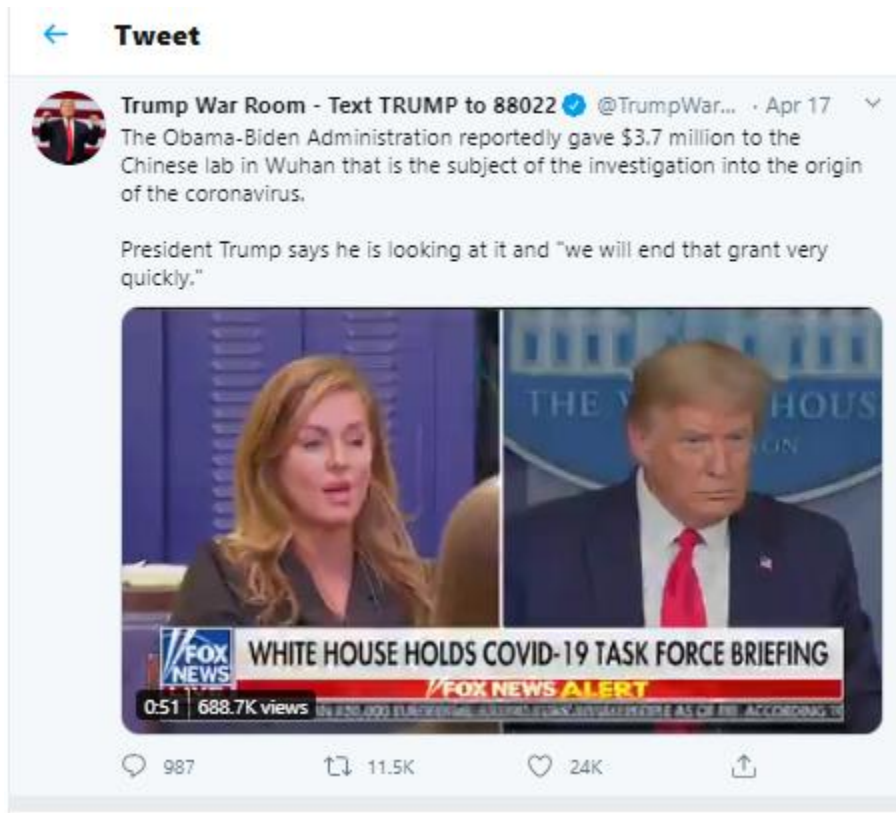 Tweet
Trump War Room - Text TRUMP to 88022 @TrumpWar... · Apr 17
The Obama-Biden Administration reportedly gave $3.7 million to the
Chinese lab in Wuhan that is the subject of the investigation into the origin
of the coronavirus.
President Trump says he is looking at it and "we will end that grant very
quickly."
THE HOUS
ON
FOX
NEWS
WHITE HOUSE HOLDS COVID-19 TASK FORCE BRIEFING
FOX NEWS ALERT
0:51 688.7K views
ACCORDING
987 11.5K 24K